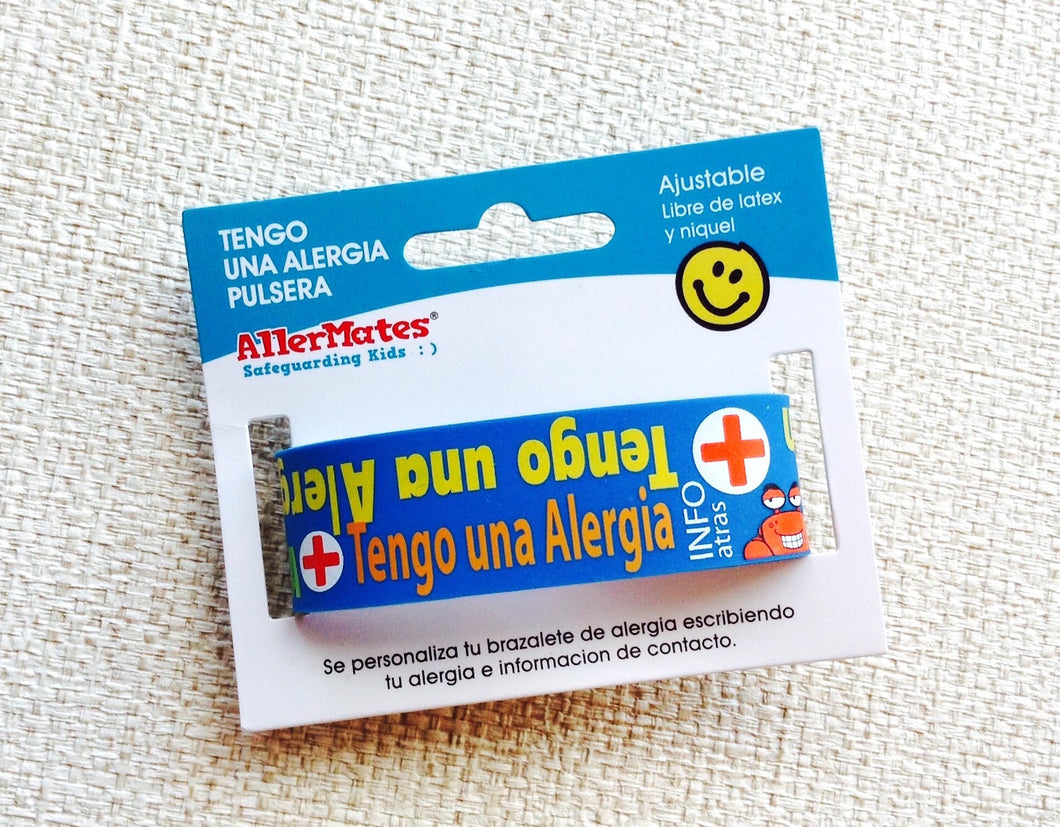 TENGO
UNA ALERGIA
PULSERA
Ajustable
Libre de latex
y niquel
AllerMates®
Safeguarding Kids :)
Tengo una Aler
Tengo una Alergia
INFO
atras
Se personaliza tu brazalete de alergia escribiendo
tu alergia e informacion de contacto.